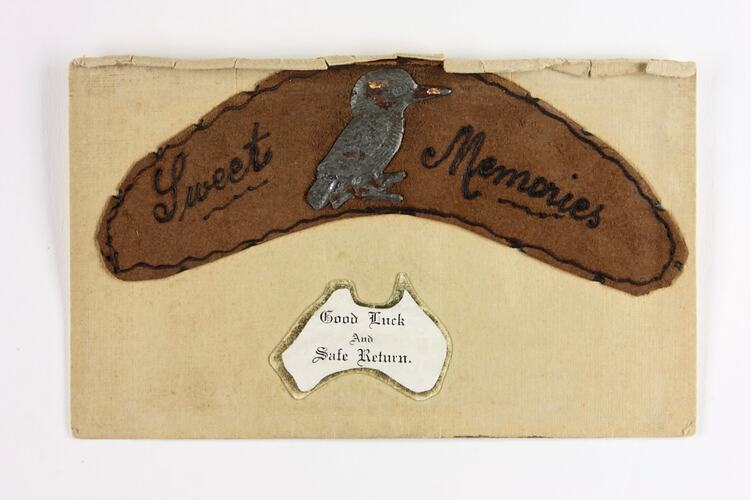 Sweet Memories
Good Luck
And
Safe Return.